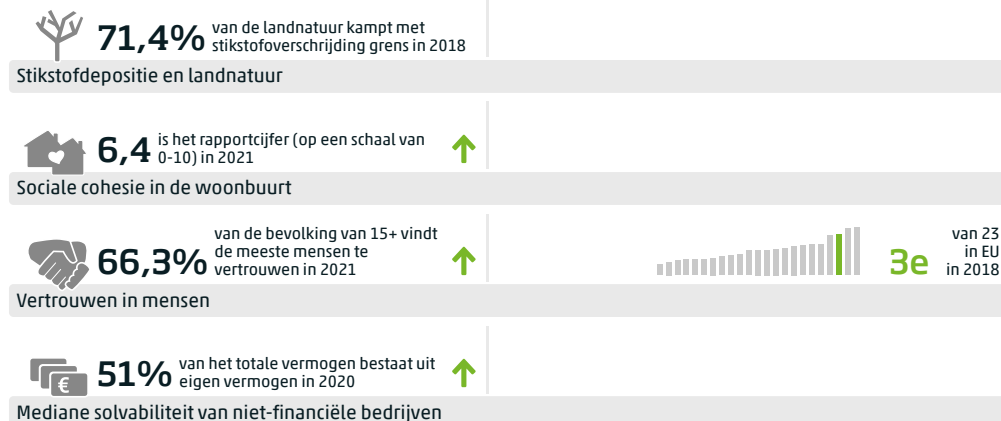 71,4%
van de landnatuur kampt met
stikstofoverschrijding grens in 2018
Stikstofdepositie en landnatuur
6,4
is het rapportcijfer (op een schaal van
0-10) in 2021
Sociale cohesie in de woonbuurt
66,3%
van de bevolking van 15+ vindt
de meeste mensen te
vertrouwen in 2021
3e
van 23
in EU
in 2018
Vertrouwen in mensen
€
51%
van het totale vermogen bestaat uit
eigen vermogen in 2020
Mediane solvabiliteit van niet-financiële bedrijven